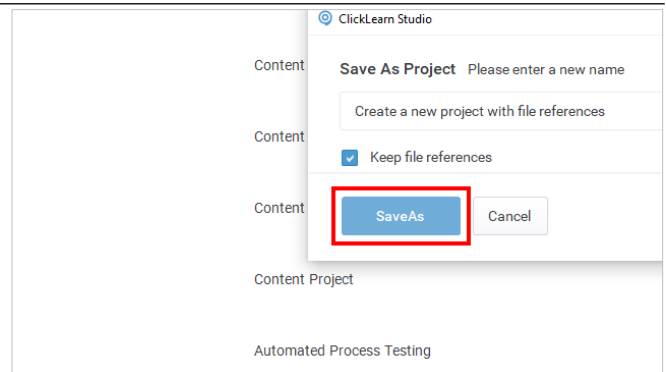 ClickLearn Studio
Content
Save As Project Please enter a new name
Create a new project with file references
Content
Keep file references
Content
SaveAs Cancel
Content Project
Automated Process Testing